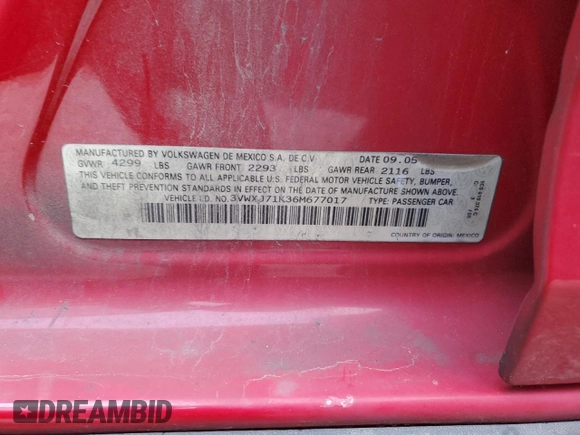 MANUFACTURED BY VOLKSWAGEN DE MEXICO S.A. DE C.V. DATE 09.05
GVWR 4299 LBS GAWR FRONT 2293 LBS GAWR REAR 2116 LBS
THIS VEHICLE CONFORMS TO ALL APPLICABLE U.S. FEDERAL MOTOR VEHICLE SAFETY, BUMPER,
AND THEFT PREVENTION STANDARDS IN EFFECT ON THE DATE OF MANUFACTURE SHOWN ABOVE.
VEHICLE I.D. NO. 3VWXJ71K36M677017 TYPE: PASSENGER CAR
COUNTRY OF ORIGIN: MEXICO
DREAMBID